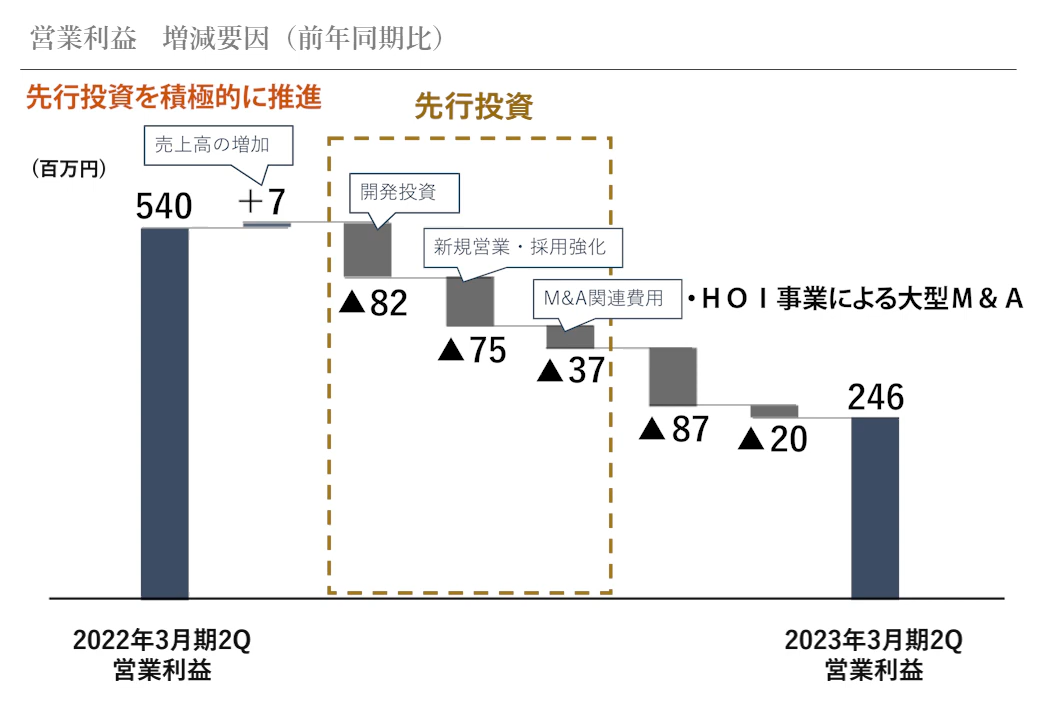 営業利益 増減要因（前年同期比）
先行投資を積極的に推進
先行投資
売上高の増加
（百万円）
540
＋7
開発投資
新規営業・採用強化
M&A関連費用
・ＨＯＩ事業による大型Ｍ＆Ａ
▲82
▲75
▲37
▲87
▲20
246
2022年3月期2Q
営業利益
2023年3月期2Q
営業利益